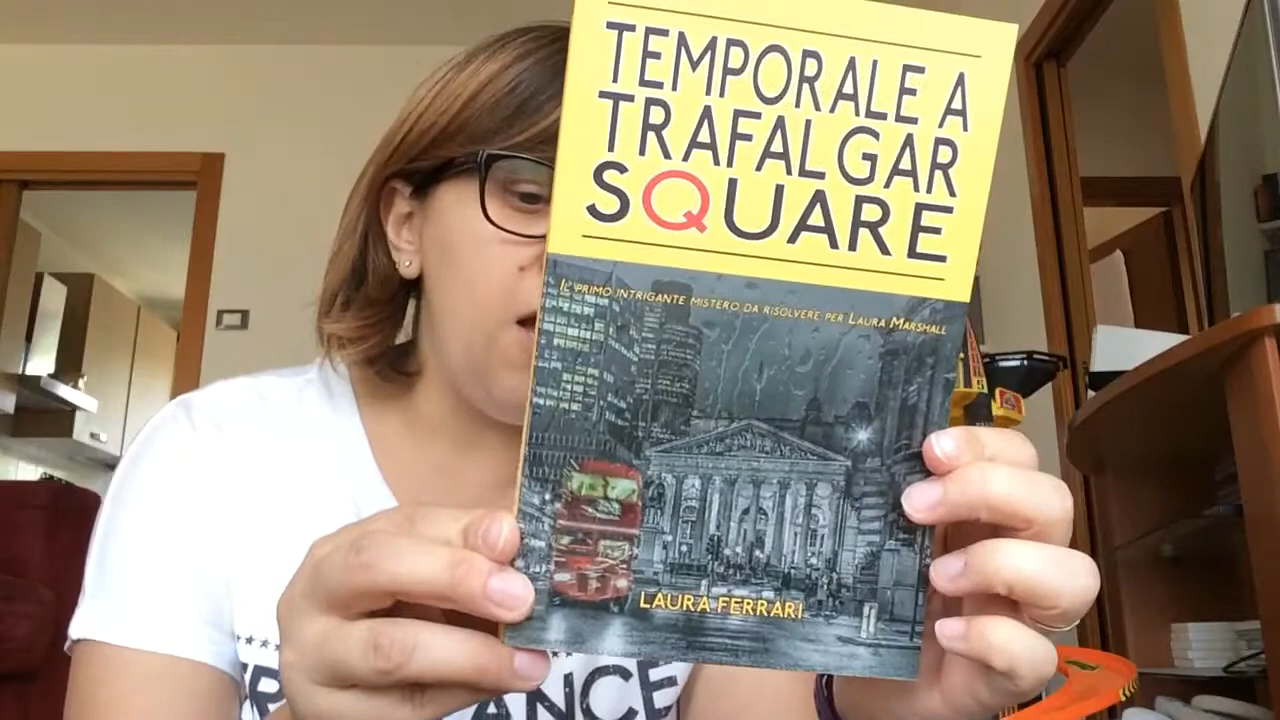 TEMPORALE A
TRAFALGAR
SQUARE
IL PRIMO INTRIGANTE MISTERO DA RISOLVERE PER LAURA MARSHALL
LAURA FERRARI